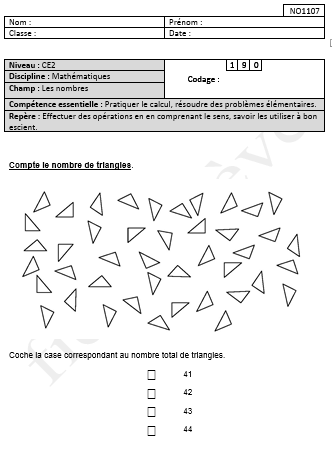 NO1107
Nom : Prénom :
Classe : Date :
Niveau : CE2
1 9 0
Discipline : Mathématiques
Codage :
Champ : Les nombres
Compétence essentielle : Pratiquer le calcul, résoudre des problèmes élémentaires.
Repère : Effectuer des opérations en en comprenant le sens, savoir les utiliser à bon
escient.
Compte le nombre de triangles.
Coche la case correspondant au nombre total de triangles.
41
42
43
44